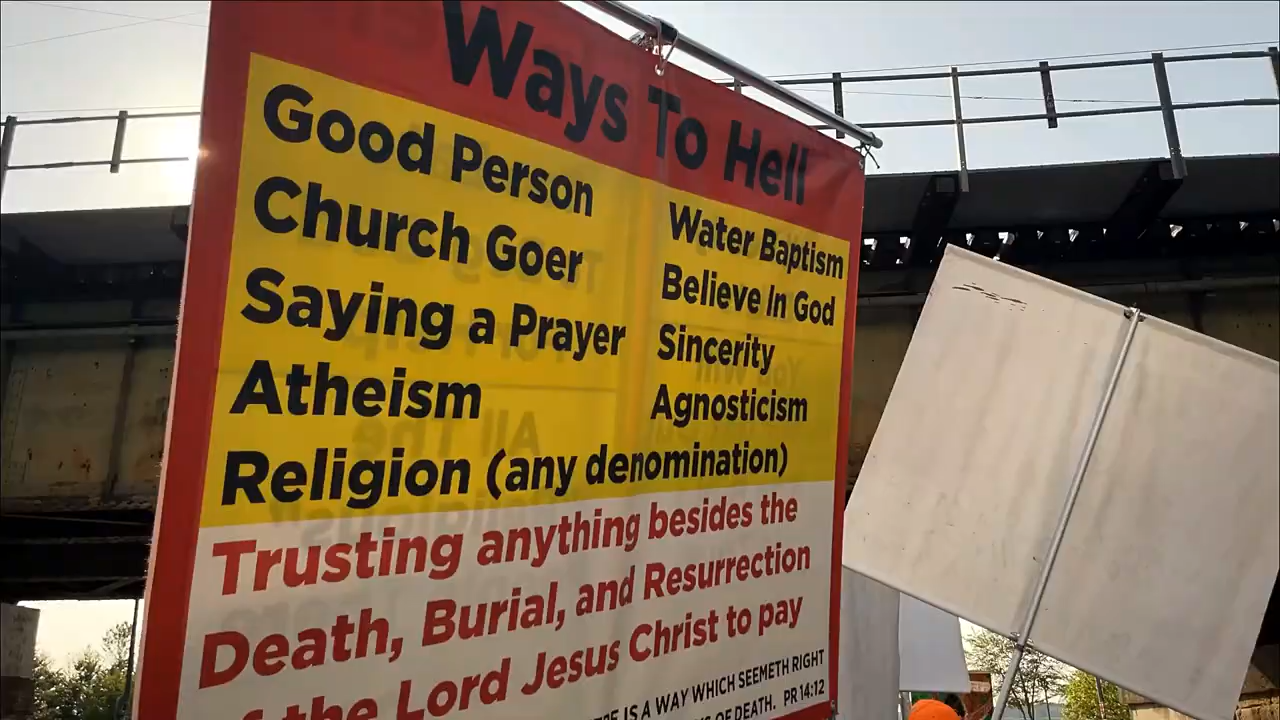 Ways To Hell
Good Person
Church Goer
Saying a Prayer
Atheism
Water Baptism
Believe In God
Sincerity
Agnosticism
Religion (any denomination)
Trusting anything besides the
Death, Burial, and Resurrection
the Lord Jesus Christ to pay
IS A WAY WHICH SEEMETH RIGHT
OF DEATH. PR 14:12